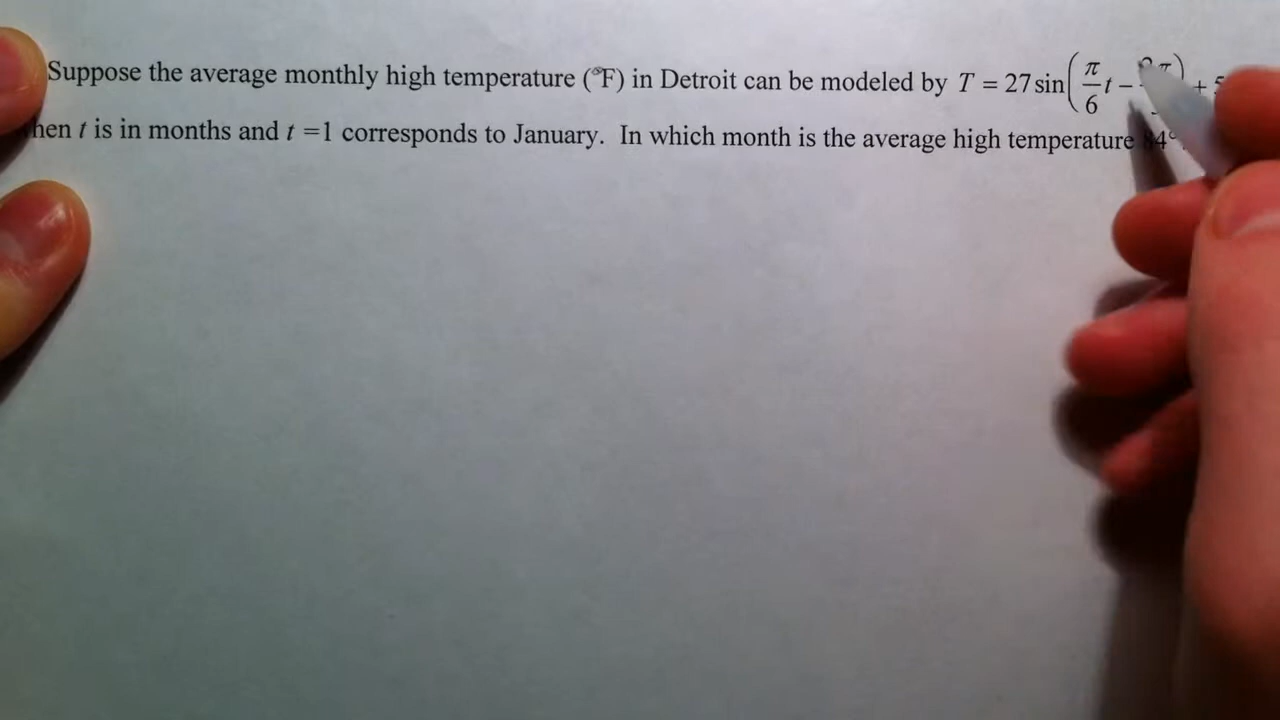 Suppose the average monthly high temperature (°F) in Detroit can be modeled by T = 27 sin(π/6 t − π) +
hen t is in months and t =1 corresponds to January. In which month is the average high temperature